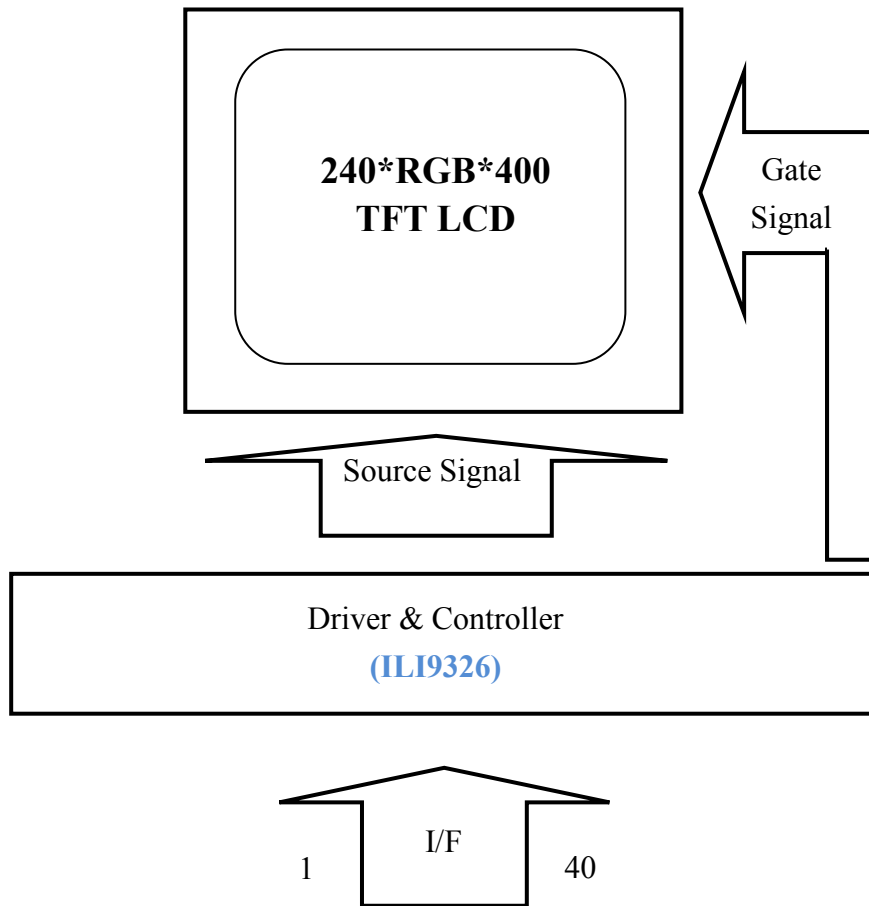 240*RGB*400
TFT LCD
Gate
Signal
Source Signal
Driver & Controller
(ILI9326)
I/F
1
40